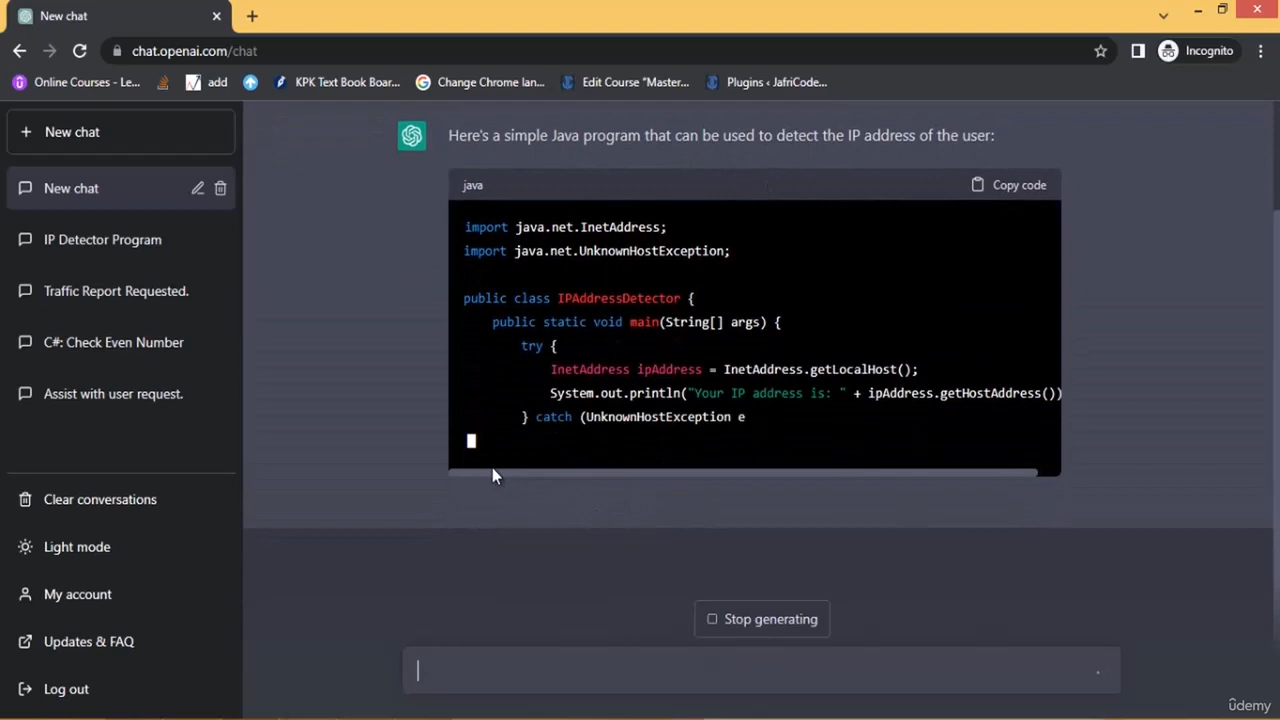 New chat
chat.openai.com/chat
Incognito
Online Courses - Le...
add
KPK Text Book Boar...
Change Chrome lan...
Edit Course "Master...
Plugins ‹ JafriCode...
New chat
New chat
IP Detector Program
Traffic Report Requested.
C#: Check Even Number
Assist with user request.
Clear conversations
Light mode
My account
Updates & FAQ
Log out
Here's a simple Java program that can be used to detect the IP address of the user:
java
Copy code
import java.net.InetAddress;
import java.net.UnknownHostException;
public class IPAddressDetector {
public static void main(String[] args) {
try {
InetAddress ipAddress = InetAddress.getLocalHost();
System.out.println("Your IP address is: " + ipAddress.getHostAddress())
} catch (UnknownHostException e
Stop generating
ûdemy